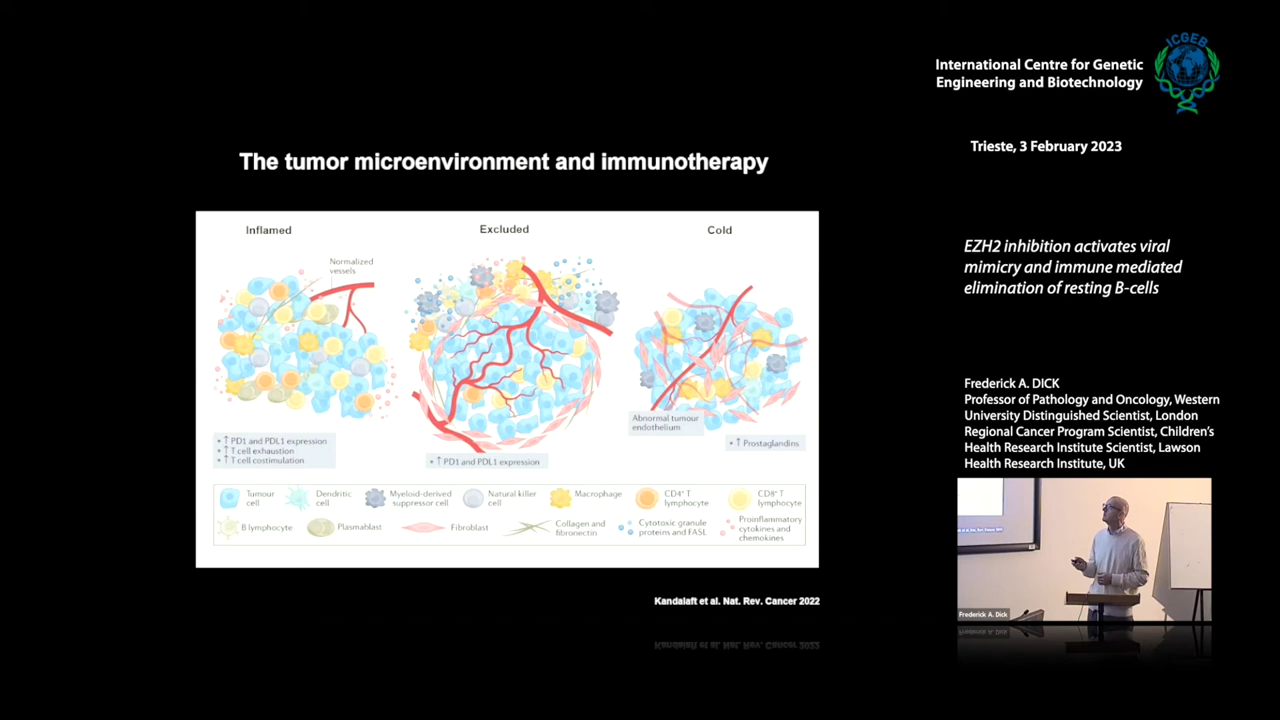 International Centre for Genetic
Engineering and Biotechnology
ICGEB
Trieste, 3 February 2023
The tumor microenvironment and immunotherapy
Inflamed
Excluded
Cold
Normalized
vessels
Abnormal tumour
endothelium
• ↑ PD1 and PDL1 expression
• ↑ T cell exhaustion
• ↑ T cell costimulation
• ↑ PD1 and PDL1 expression
• ↑ Prostaglandins
Tumour
cell
Dendritic
cell
Myeloid-derived
suppressor cell
Natural killer
cell
Macrophage
CD4⁺ T
lymphocyte
CD8⁺ T
lymphocyte
B lymphocyte
Plasmablast
Fibroblast
Collagen and
fibronectin
Cytotoxic granule
proteins and FASL
Proinflammatory
cytokines and
chemokines
Kandalaft et al. Nat. Rev. Cancer 2022
EZH2 inhibition activates viral
mimicry and immune mediated
elimination of resting B-cells
Frederick A. DICK
Professor of Pathology and Oncology, Western
University Distinguished Scientist, London
Regional Cancer Program Scientist, Children's
Health Research Institute Scientist, Lawson
Health Research Institute, UK
Frederick A. Dick